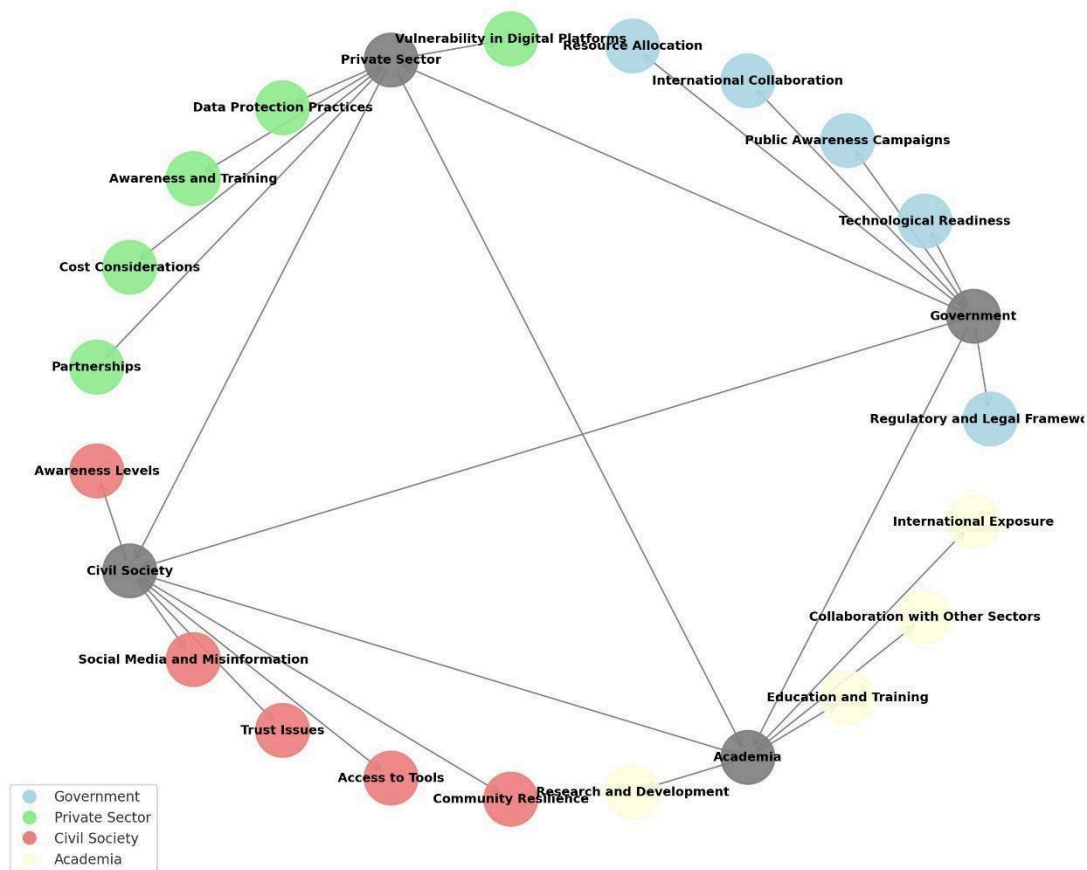 Vulnerability in Digital Platforms
Resource Allocation
Private Sector
International Collaboration
Data Protection Practices
Public Awareness Campaigns
Awareness and Training
Technological Readiness
Cost Considerations
Government
Partnerships
Regulatory and Legal Framewo
Awareness Levels
International Exposure
Civil Society
Collaboration with Other Sectors
Social Media and Misinformation
Education and Training
Trust Issues
Academia
Access to Tools
Research and Development
Community Resilience
Government
Private Sector
Civil Society
Academia